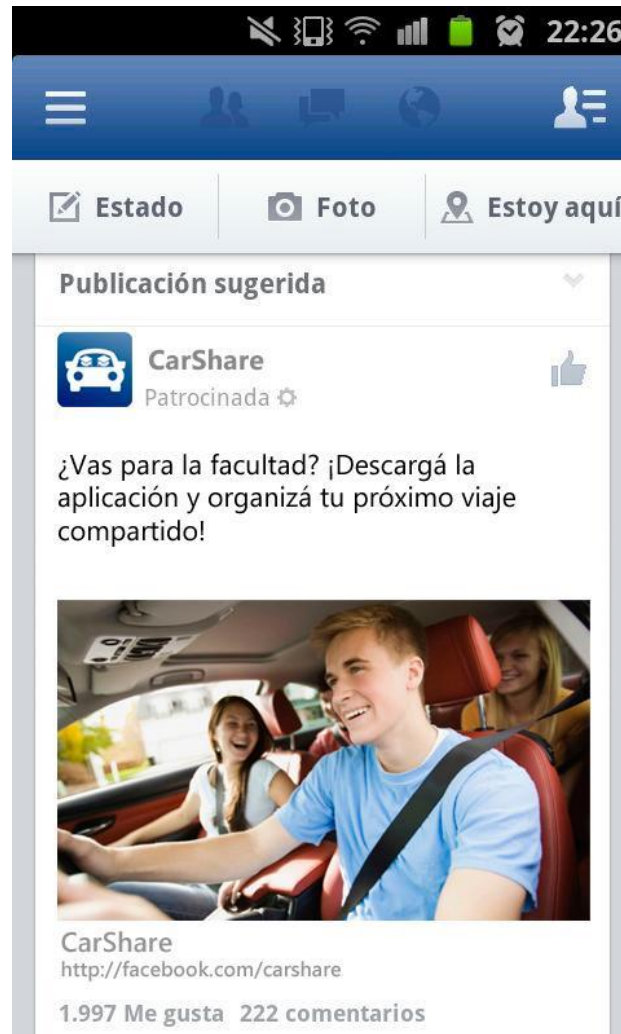 22:26
Estado Foto Estoy aquí
Publicación sugerida
CarShare
Patrocinada
¿Vas para la facultad? ¡Descargá la
aplicación y organizá tu próximo viaje
compartido!
CarShare
http://facebook.com/carshare
1.997 Me gusta 222 comentarios